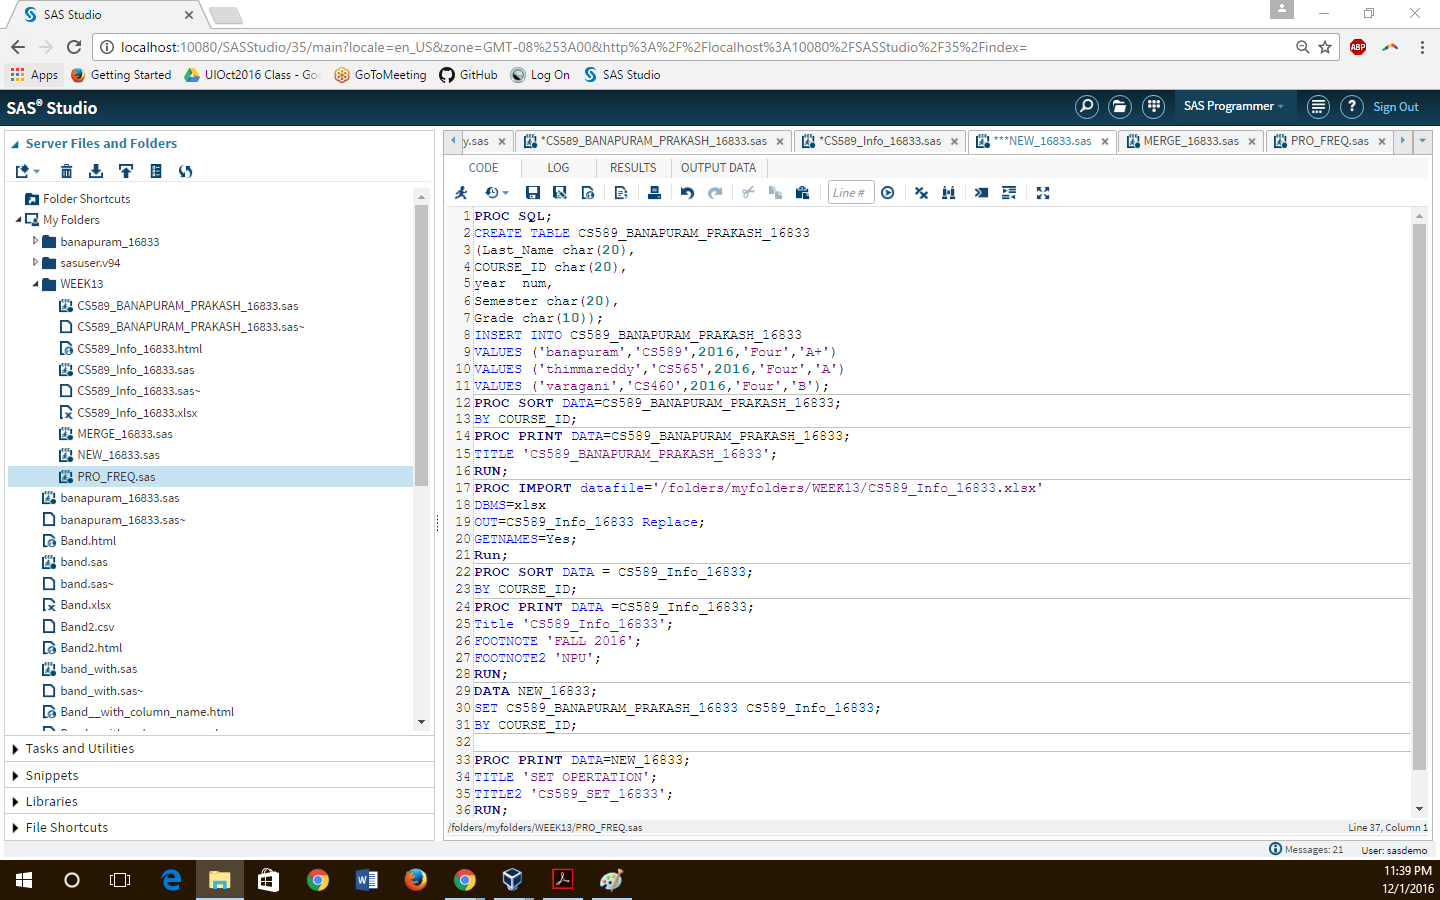 SAS Studio
localhost:10080/SASStudio/35/main?locale=en_US&zone=GMT-08%253A00&http%3A%2F%2Flocalhost%3A10080%2FSASStudio%2F35%2Findex=
ABP
Apps Getting Started UIOct2016 Class - Go GoToMeeting GitHub Log On SAS Studio
SAS® Studio
SAS Programmer
? Sign Out
Server Files and Folders
y.sas *CS589_BANAPURAM_PRAKASH_16833.sas *CS589_Info_16833.sas ***NEW_16833.sas MERGE_16833.sas PRO_FREQ.sas
CODE LOG RESULTS OUTPUT DATA
Line #
Folder Shortcuts
My Folders
banapuram_16833
sasuser.v94
WEEK13
CS589_BANAPURAM_PRAKASH_16833.sas
CS589_BANAPURAM_PRAKASH_16833.sas~
CS589_Info_16833.html
CS589_Info_16833.sas
CS589_Info_16833.sas~
CS589_Info_16833.xlsx
MERGE_16833.sas
NEW_16833.sas
PRO_FREQ.sas
banapuram_16833.sas
banapuram_16833.sas~
Band.html
band.sas
band.sas~
Band.xlsx
Band2.csv
Band2.html
band_with.sas
band_with.sas~
Band__with_column_name.html
Tasks and Utilities
Snippets
Libraries
File Shortcuts
1 PROC SQL;
2 CREATE TABLE CS589_BANAPURAM_PRAKASH_16833
3 (Last_Name char(20),
4 COURSE_ID char(20),
5 year  num,
6 Semester char(20),
7 Grade char(10));
8 INSERT INTO CS589_BANAPURAM_PRAKASH_16833
9 VALUES ('banapuram','CS589',2016,'Four','A+')
10 VALUES ('thimmareddy','CS565',2016,'Four','A')
11 VALUES ('varagani','CS460',2016,'Four','B');
12 PROC SORT DATA=CS589_BANAPURAM_PRAKASH_16833;
13 BY COURSE_ID;
14 PROC PRINT DATA=CS589_BANAPURAM_PRAKASH_16833;
15 TITLE 'CS589_BANAPURAM_PRAKASH_16833';
16 RUN;
17 PROC IMPORT datafile='/folders/myfolders/WEEK13/CS589_Info_16833.xlsx'
18 DBMS=xlsx
19 OUT=CS589_Info_16833 Replace;
20 GETNAMES=Yes;
21 Run;
22 PROC SORT DATA = CS589_Info_16833;
23 BY COURSE_ID;
24 PROC PRINT DATA =CS589_Info_16833;
25 Title 'CS589_Info_16833';
26 FOOTNOTE 'FALL 2016';
27 FOOTNOTE2 'NPU';
28 RUN;
29 DATA NEW_16833;
30 SET CS589_BANAPURAM_PRAKASH_16833 CS589_Info_16833;
31 BY COURSE_ID;
32
33 PROC PRINT DATA=NEW_16833;
34 TITLE 'SET OPERTATION';
35 TITLE2 'CS589_SET_16833';
36 RUN;
/folders/myfolders/WEEK13/PRO_FREQ.sas Line 37, Column 1
Messages: 21 User: sasdemo
11:39 PM
12/1/2016